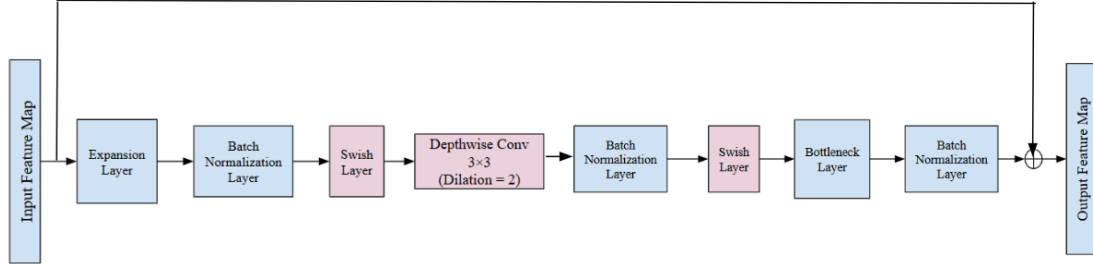 Input Feature Map
Expansion
Layer
Batch
Normalization
Layer
Swish
Layer
Depthwise Conv
3×3
(Dilation = 2)
Batch
Normalization
Layer
Swish
Layer
Bottleneck
Layer
Batch
Normalization
Layer
Output Feature Map